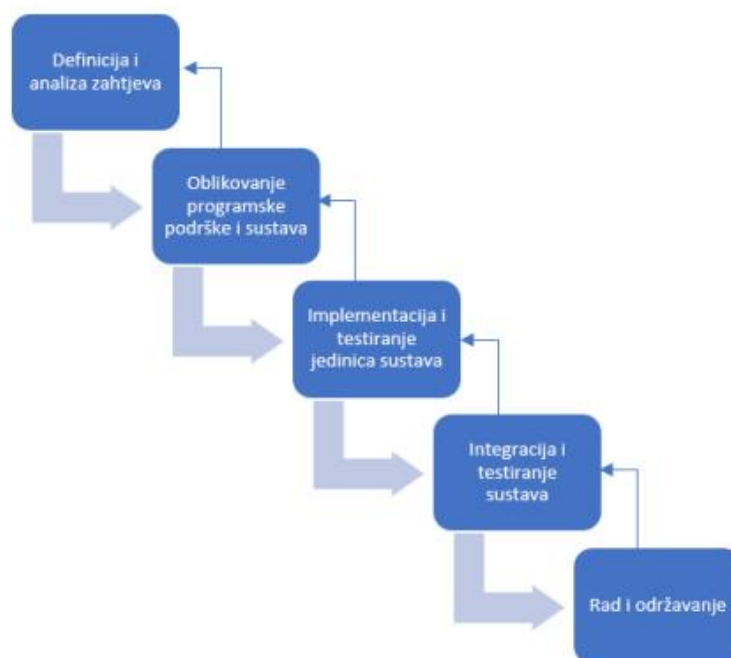 Definicija i
analiza zahtjeva
Oblikovanje
programske
podrške i sustava
Implementacija i
testiranje
jedinica sustava
Integracija i
testiranje
sustava
Rad i održavanje